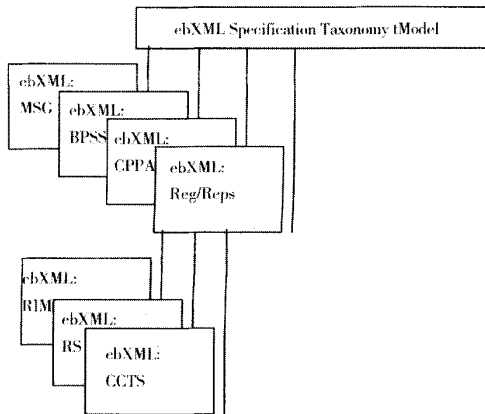 ebXML Specification Taxonomy tModel
ebXML:
MSG
ebXML:
BPSS
ebXML:
CPPA
ebXML:
Reg/Reps
ebXML:
RIM
ebXML:
RS
ebXML:
CCTS